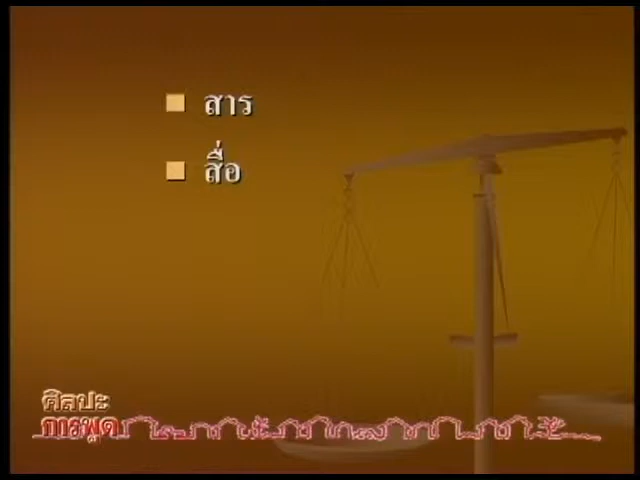 สาร
สื่อ
ศิลปะ
การพูด